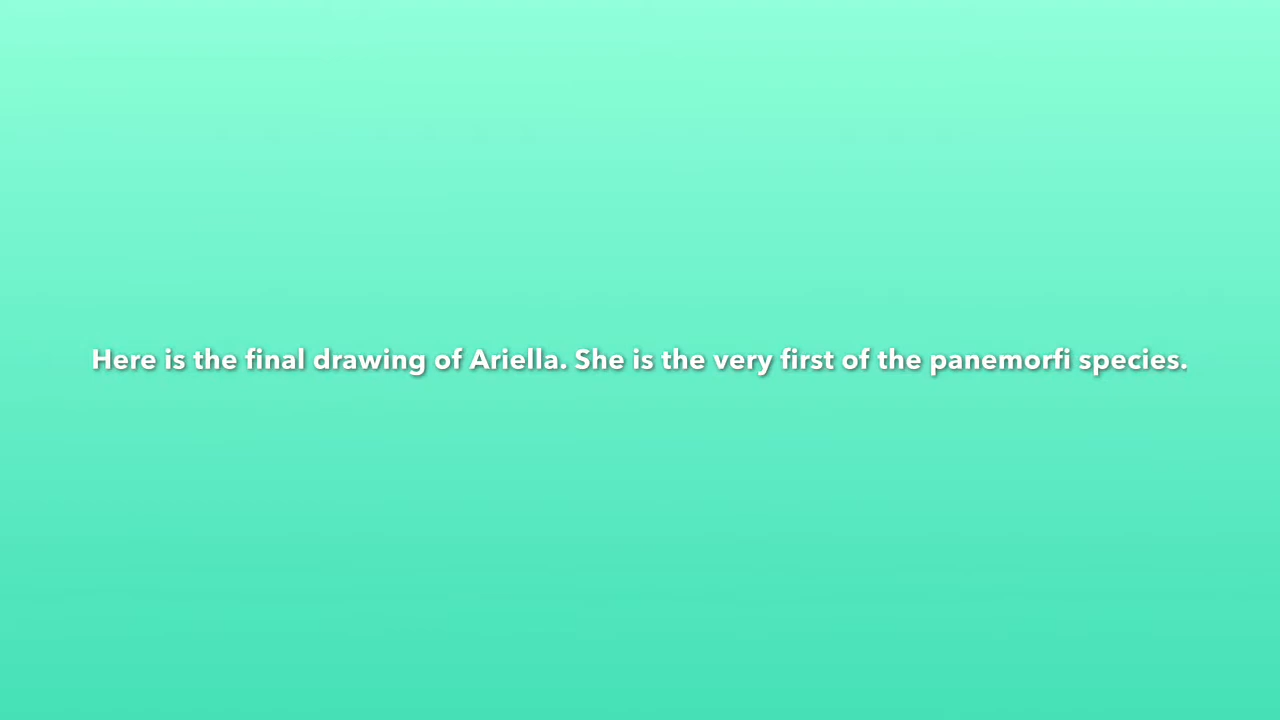 Here is the final drawing of Ariella. She is the very first of the panemorfi species.